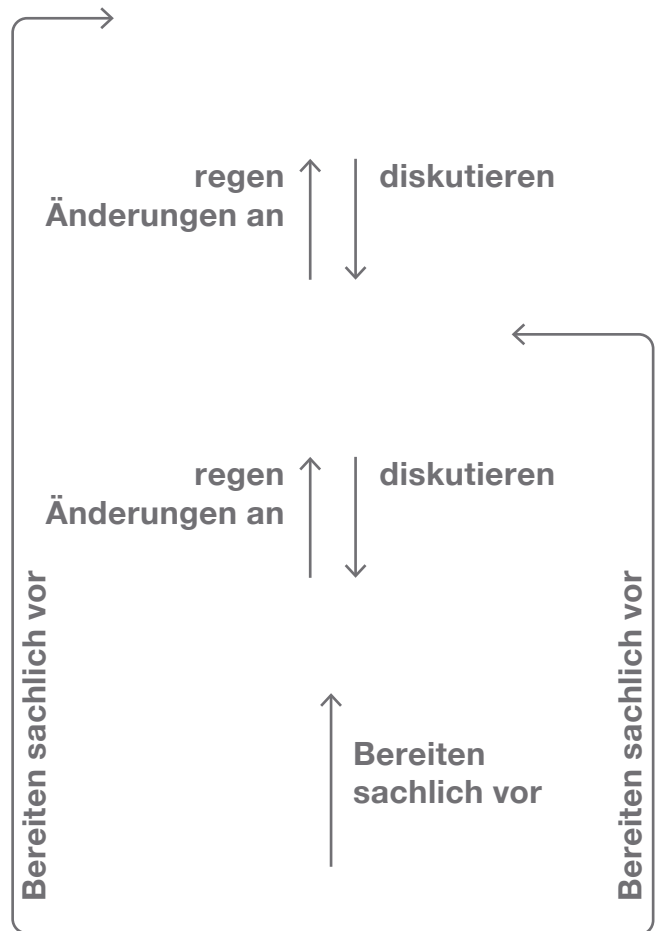 regen
Änderungen an
diskutieren
regen
Änderungen an
diskutieren
Bereiten sachlich vor
Bereiten
sachlich vor
Bereiten sachlich vor